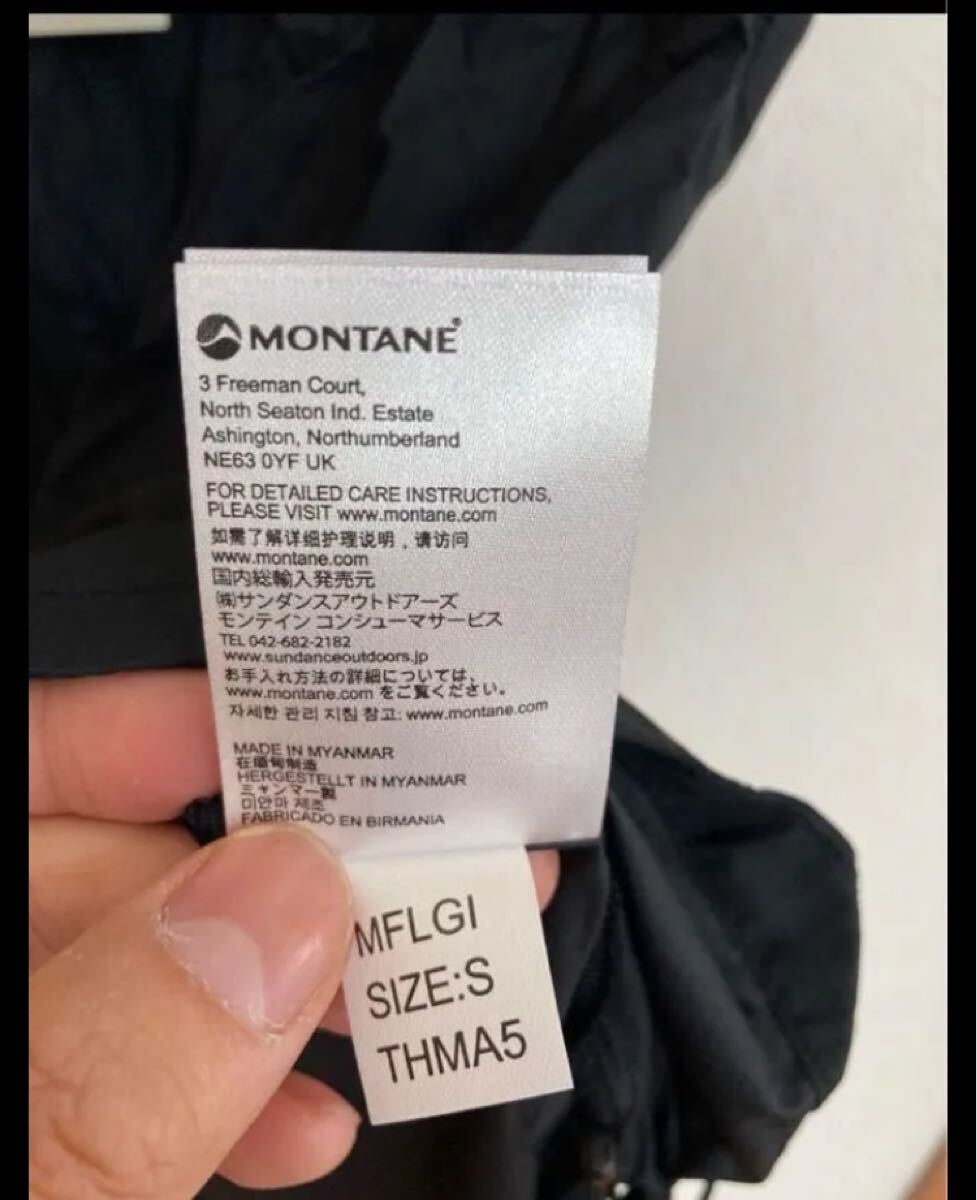 MONTANE®
3 Freeman Court,
North Seaton Ind. Estate
Ashington, Northumberland
NE63 0YF UK
FOR DETAILED CARE INSTRUCTIONS,
PLEASE VISIT www.montane.com
如需了解详细护理说明，请访问
www.montane.com
国内総輸入発売元
㈱サンダンスアウトドアーズ
モンテイン コンシューマサービス
TEL 042-682-2182
www.sundanceoutdoors.jp
お手入れ方法の詳細については、
www.montane.com をご覧ください。
자세한 관리 지침 참고: www.montane.com
MADE IN MYANMAR
在缅甸制造
HERGESTELLT IN MYANMAR
ミャンマー製
미얀마 제조
FABRICADO EN BIRMANIA
MFLGI
SIZE:S
THMA5